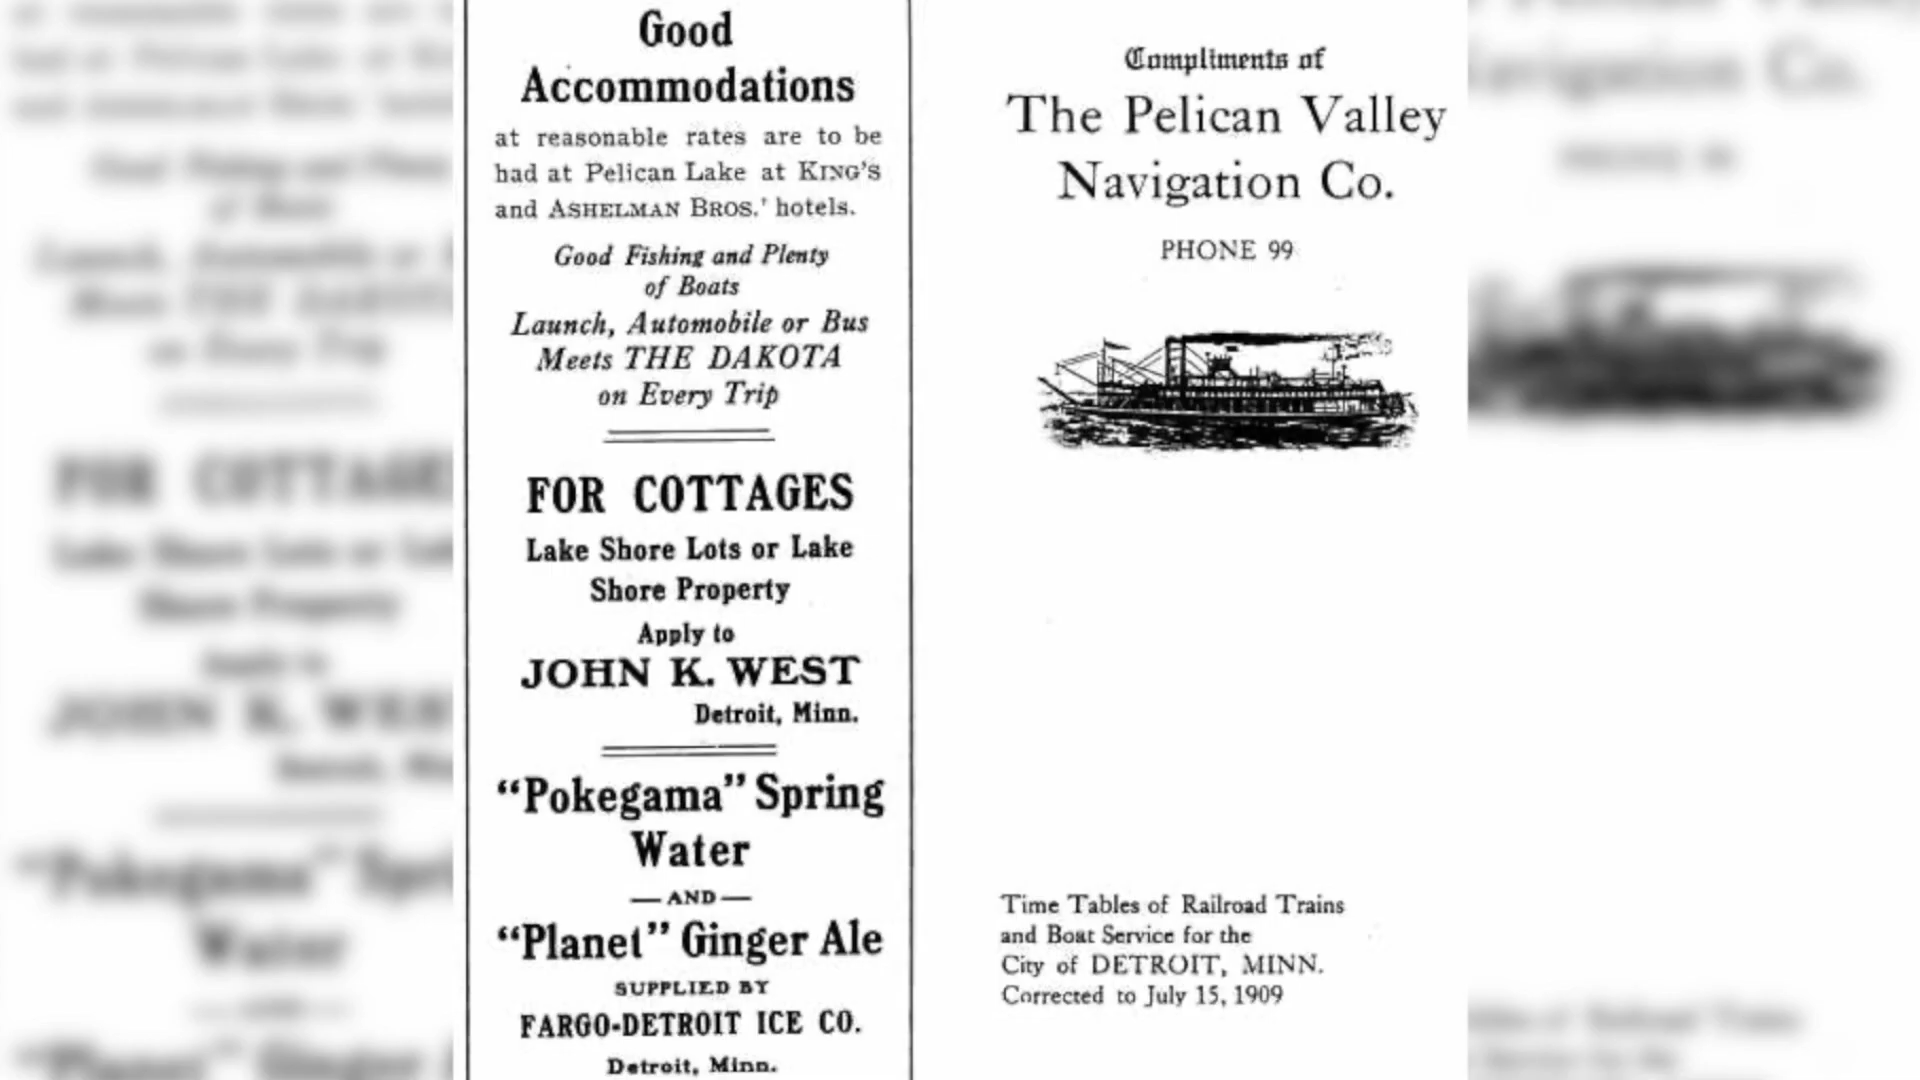 Good
Accommodations
at reasonable rates are to be
had at Pelican Lake at KING'S
and ASHELMAN BROS.' hotels.
Good Fishing and Plenty
of Boats
Launch, Automobile or Bus
Meets THE DAKOTA
on Every Trip
FOR COTTAGES
Lake Shore Lots or Lake
Shore Property
Apply to
JOHN K. WEST
Detroit, Minn.
"Pokegama" Spring
Water
— AND —
"Planet" Ginger Ale
SUPPLIED BY
FARGO-DETROIT ICE CO.
Detroit, Minn.
Compliments of
The Pelican Valley
Navigation Co.
PHONE 99
Time Tables of Railroad Trains
and Boat Service for the
City of DETROIT, MINN.
Corrected to July 15, 1909